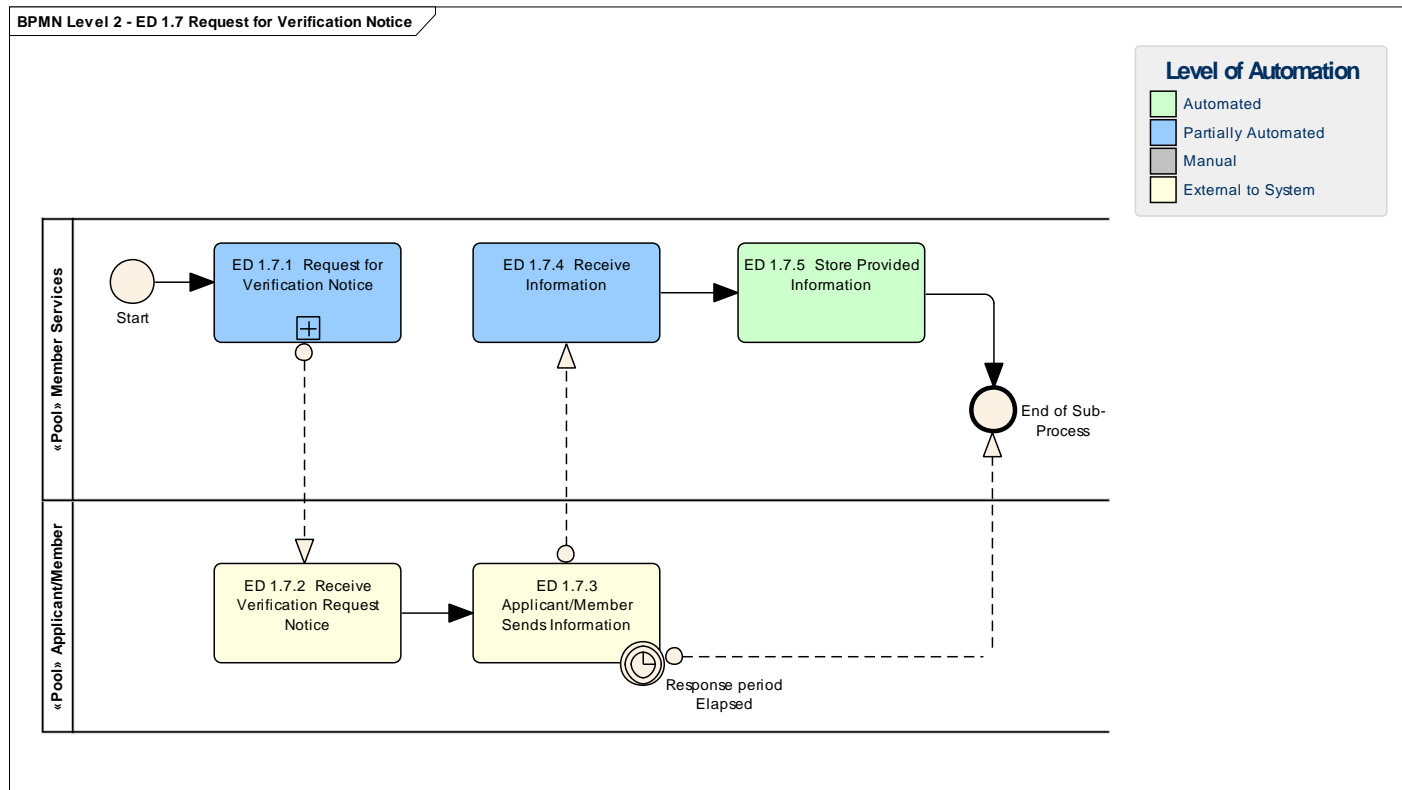 BPMN Level 2 - ED 1.7 Request for Verification Notice
Level of Automation
Automated
Partially Automated
Manual
External to System
«Pool» Member Services
Start
ED 1.7.1 Request for
Verification Notice
ED 1.7.4 Receive
Information
ED 1.7.5 Store Provided
Information
End of Sub-
Process
«Pool» Applicant/Member
ED 1.7.2 Receive
Verification Request
Notice
ED 1.7.3
Applicant/Member
Sends Information
Response period
Elapsed